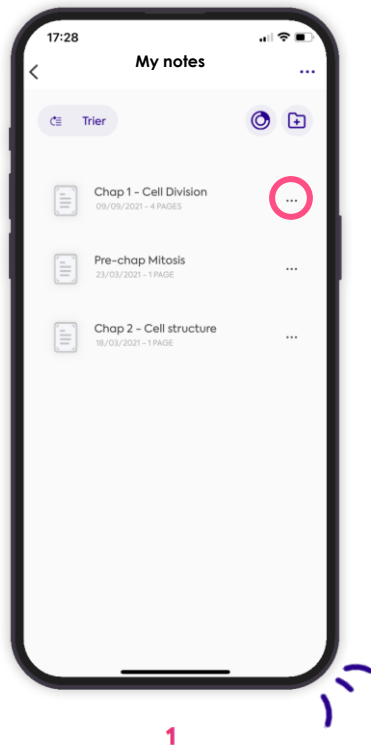 17:28
My notes
Trier
Chap 1 - Cell Division
09/09/2021 - 4 PAGES
Pre-chap Mitosis
23/03/2021 - 1 PAGE
Chap 2 - Cell structure
18/03/2021 - 1 PAGE
1